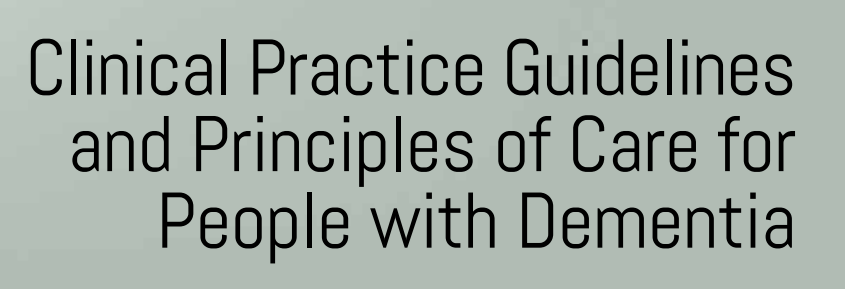 Clinical Practice Guidelines
and Principles of Care for
People with Dementia